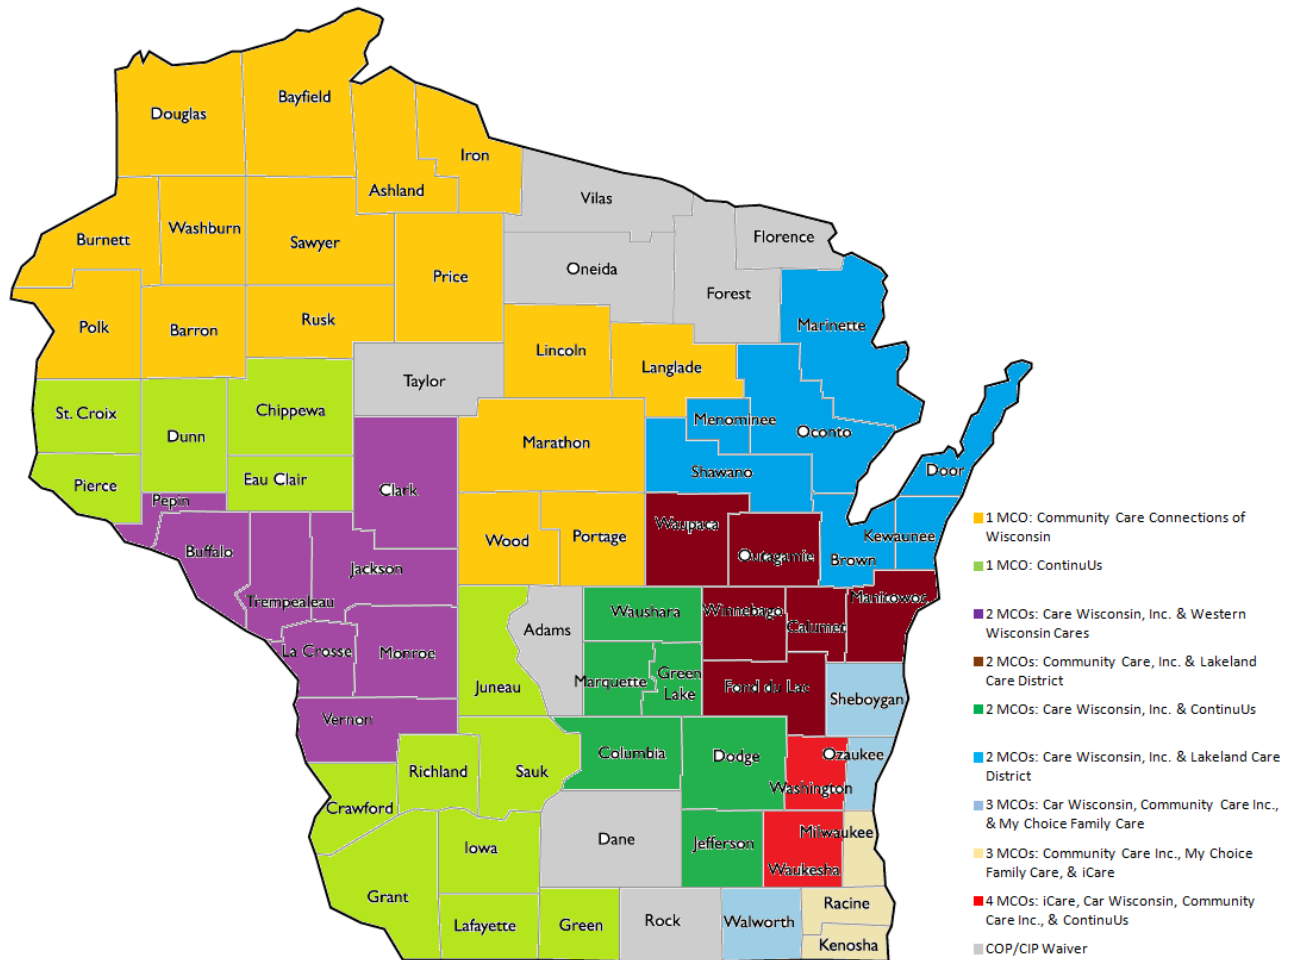 Bayfield
Douglas
Iron
Ashland
Vilas
Washburn
Florence
Burnett
Sawyer
Oneida
Price
Forest
Rusk
Marinette
Polk
Barron
Lincoln
Langlade
Taylor
Chippewa
St. Croix
Menominee
Dunn
Oconto
Marathon
Shawano
Door
Eau Clair
Pierce
Clark
Pepin
Waupaca
Kewaunee
Portage
Wood
Buffalo
Outagamie
Brown
Jackson
Manitowoc
Trempealeau
Waushara
Winnebago
Calumet
Adams
La Crosse
Monroe
Green
Lake
Marquette
Juneau
Fond du Lac
Sheboygan
Vernon
Columbia
Dodge
Ozaukee
Richland
Sauk
Washington
Crawford
Milwaukee
Dane
Jefferson
Iowa
Waukesha
Grant
Racine
Rock
Walworth
Lafayette
Green
Kenosha
1 MCO: Community Care Connections of
Wisconsin
1 MCO: ContinuUs
2 MCOs: Care Wisconsin, Inc. & Western
Wisconsin Cares
2 MCOs: Community Care, Inc. & Lakeland
Care District
2 MCOs: Care Wisconsin, Inc. & ContinuUs
2 MCOs: Care Wisconsin, Inc. & Lakeland Care
District
3 MCOs: Car Wisconsin, Community Care Inc.,
& My Choice Family Care
3 MCOs: Community Care Inc., My Choice
Family Care, & iCare
4 MCOs: iCare, Car Wisconsin, Community
Care Inc., & ContinuUs
COP/CIP Waiver